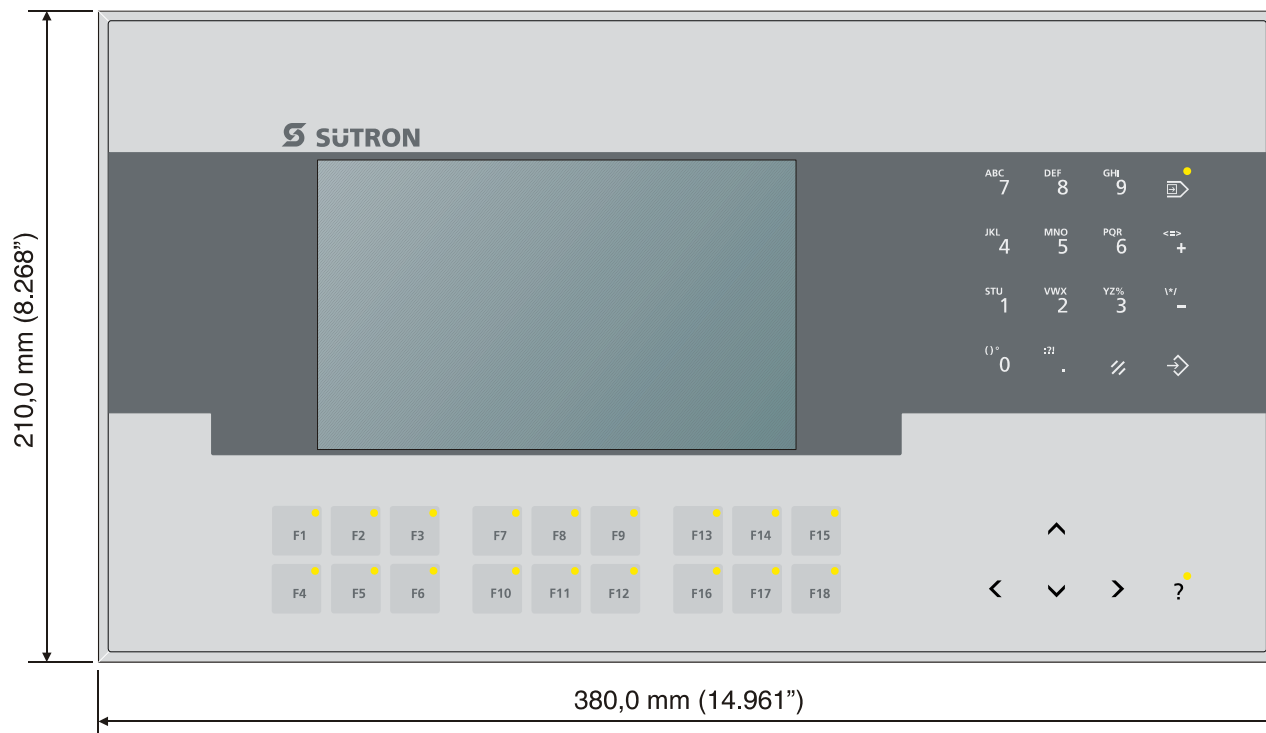 SÜTRON
ABC DEF GHI
7 8 9
JKL MNO PQR <=>
4 5 6 +
STU VWX YZ% \*/
1 2 3 –
()° :?!
0 .
210,0 mm (8.268”)
F1 F2 F3 F7 F8 F9 F13 F14 F15
F4 F5 F6 F10 F11 F12 F16 F17 F18
?
380,0 mm (14.961”)